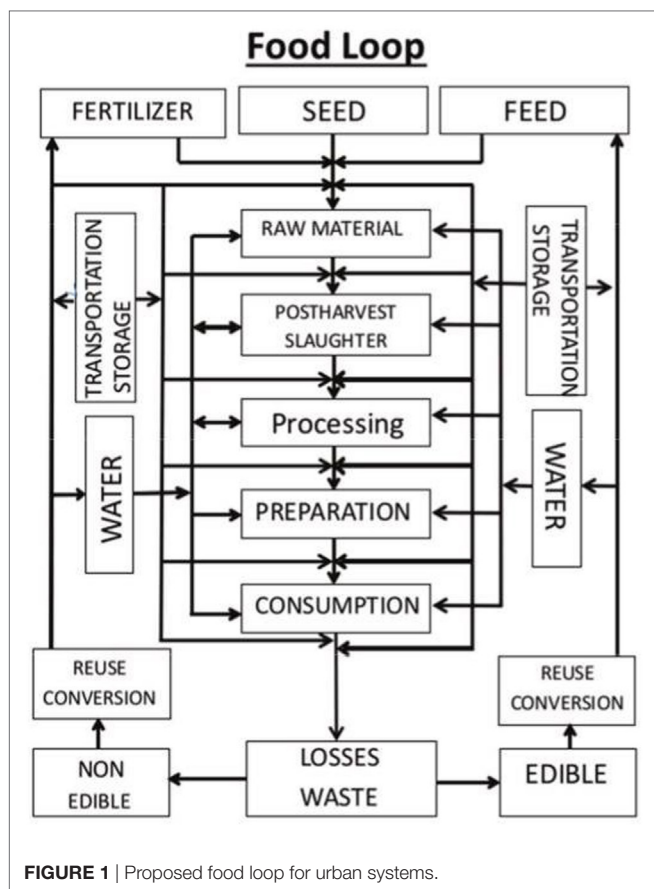 Food Loop
FERTILIZER
SEED
FEED
RAW MATERIAL
TRANSPORTATION
STORAGE
TRANSPORTATION
STORAGE
POSTHARVEST
SLAUGHTER
Processing
WATER
WATER
PREPARATION
CONSUMPTION
REUSE
CONVERSION
REUSE
CONVERSION
NON
EDIBLE
LOSSES
WASTE
EDIBLE
FIGURE 1 | Proposed food loop for urban systems.